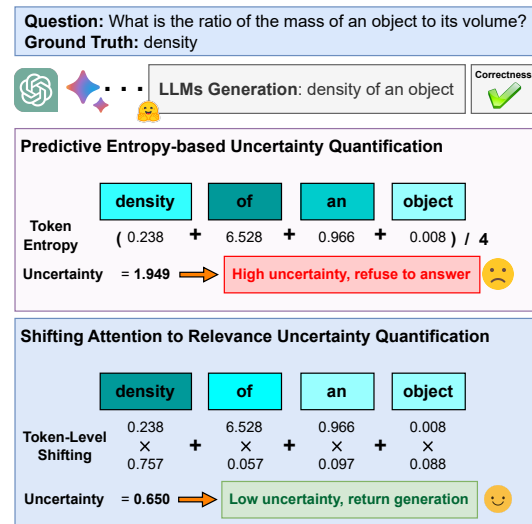 Question: What is the ratio of the mass of an object to its volume?
Ground Truth: density
LLMs Generation: density of an object
Correctness
Predictive Entropy-based Uncertainty Quantification
density of an object
Token Entropy ( 0.238 + 6.528 + 0.966 + 0.008 ) / 4
Uncertainty = 1.949 High uncertainty, refuse to answer
Shifting Attention to Relevance Uncertainty Quantification
density of an object
0.238 6.528 0.966 0.008
Token-Level Shifting × + × + × + ×
0.757 0.057 0.097 0.088
Uncertainty = 0.650 Low uncertainty, return generation